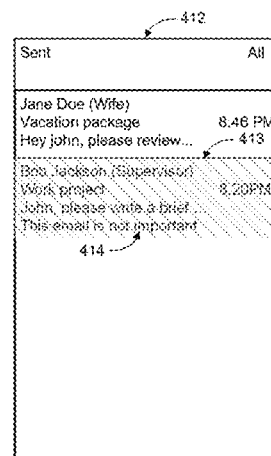 412
Sent All
Jane Doe (Wife)
Vacation package 8.46 PM
Hey john, please review... 413
Bob Jackson (Supervisor)
Work project 8.20PM
John, please write a brief ...
This email is not important
414